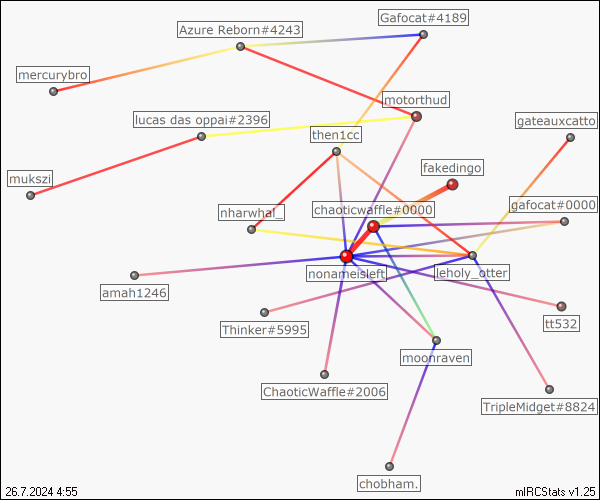 Gafocat#4189
Azure Reborn#4243
mercurybro
motorthud
lucas das oppai#2396
gateauxcatto
then1cc
fakedingo
mukszi
gafocat#0000
chaoticwaffle#0000
nharwhal_
nonameisleft
leholy_otter
amah1246
Thinker#5995
tt532
moonraven
ChaoticWaffle#2006
TripleMidget#8824
chobham.
26.7.2024 4:55
mIRCStats v1.25